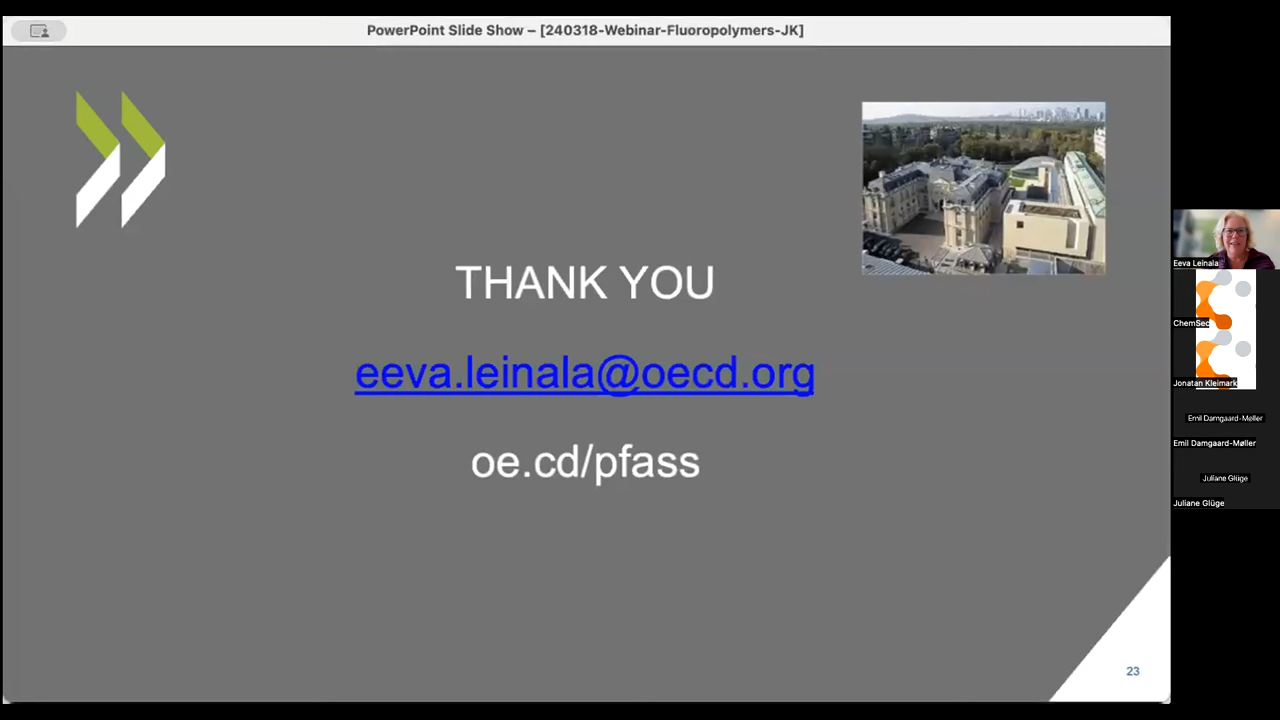 PowerPoint Slide Show – [240318-Webinar-Fluoropolymers-JK]
THANK YOU
eeva.leinala@oecd.org
oe.cd/pfass
23
Eeva Leinala
ChemSec
Jonatan Kleimark
Emil Damgaard-Møller
Emil Damgaard-Møller
Juliane Glüge
Juliane Glüge